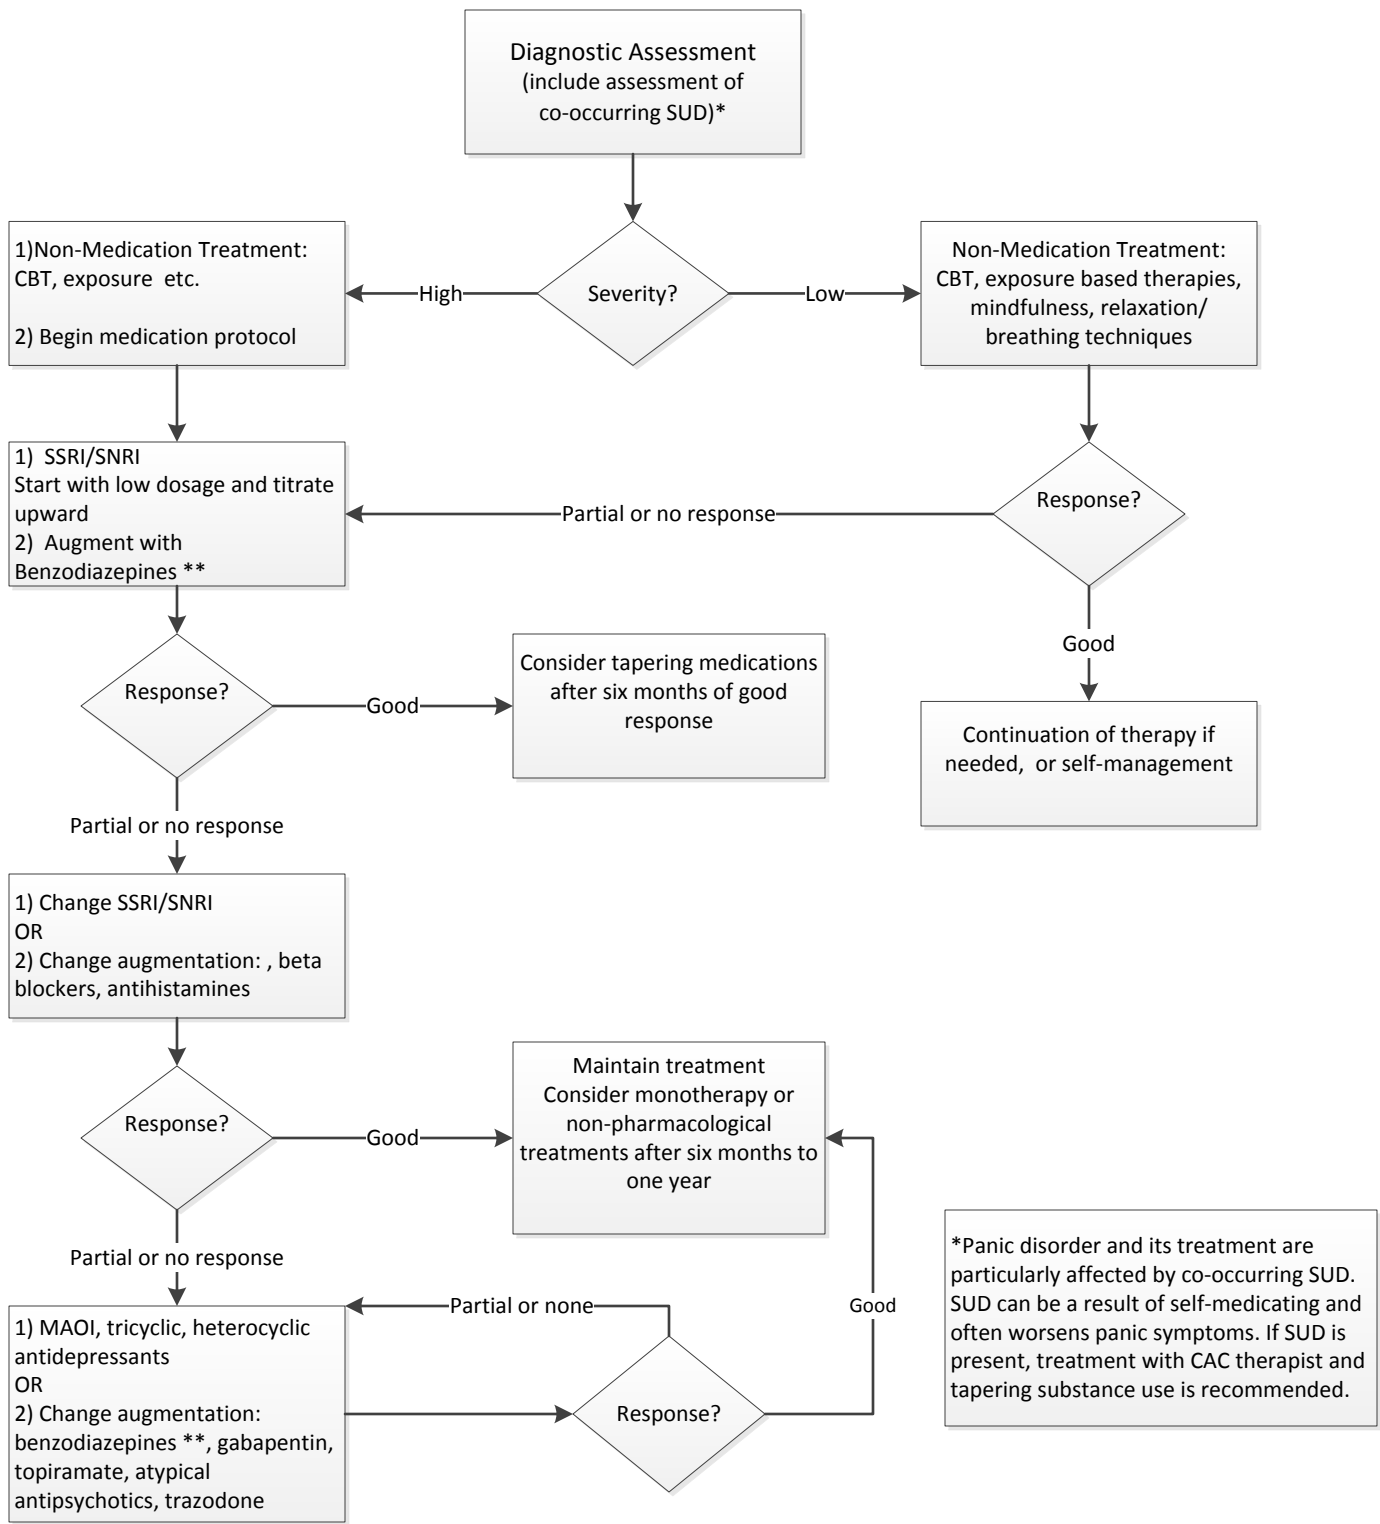 Diagnostic Assessment
(include assessment of
co-occurring SUD)*
1)Non-Medication Treatment:
CBT, exposure  etc.
2) Begin medication protocol
High
Severity?
Low
Non-Medication Treatment:
CBT, exposure based therapies,
mindfulness, relaxation/
breathing techniques
1)  SSRI/SNRI
Start with low dosage and titrate
upward
2)  Augment with
Benzodiazepines **
Partial or no response
Response?
Good
Continuation of therapy if
needed,  or self-management
Response?
Good
Consider tapering medications
after six months of good
response
Partial or no response
1) Change SSRI/SNRI
OR
2) Change augmentation: , beta
blockers, antihistamines
Response?
Good
Maintain treatment
Consider monotherapy or
non-pharmacological
treatments after six months to
one year
Partial or no response
1) MAOI, tricyclic, heterocyclic
antidepressants
OR
2) Change augmentation:
benzodiazepines **, gabapentin,
topiramate, atypical
antipsychotics, trazodone
Partial or none
Response?
Good
*Panic disorder and its treatment are
particularly affected by co-occurring SUD.
SUD can be a result of self-medicating and
often worsens panic symptoms. If SUD is
present, treatment with CAC therapist and
tapering substance use is recommended.